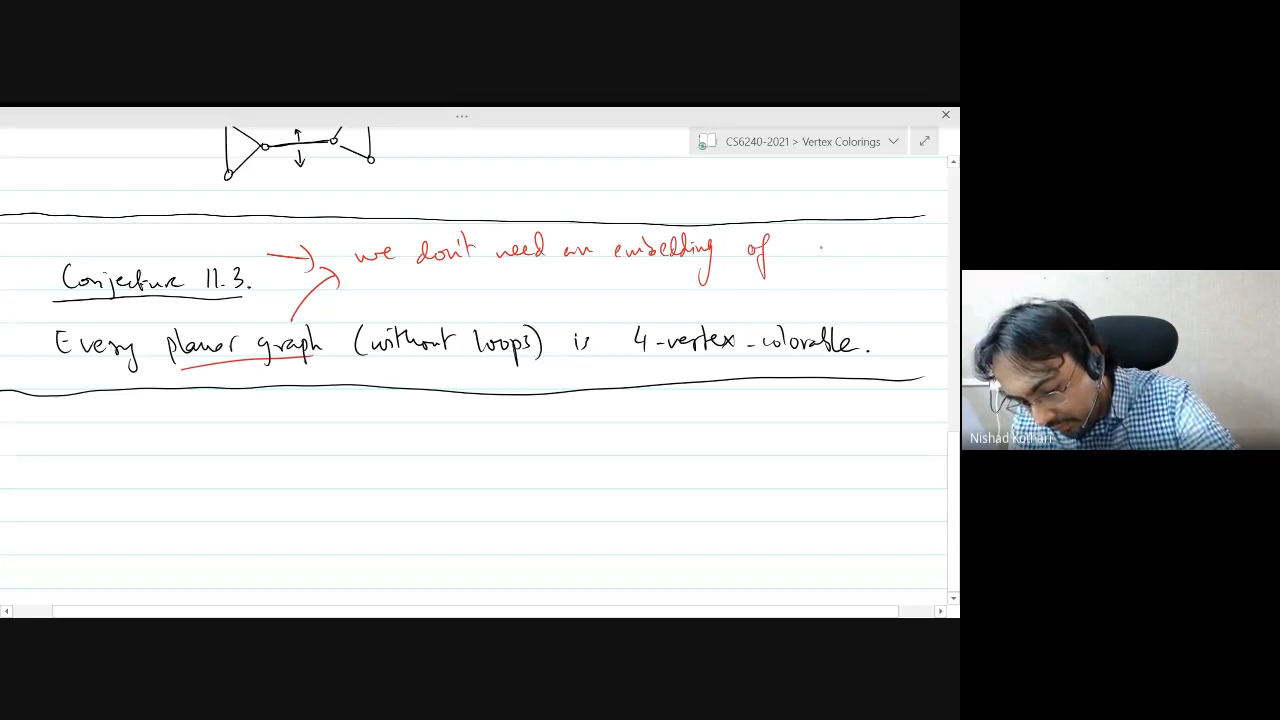 CS6240-2021 > Vertex Colorings
we don't need an embedding of
Conjecture 11.3.
Every planar graph (without loops) is 4-vertex-colorable.
Nishad Kothari